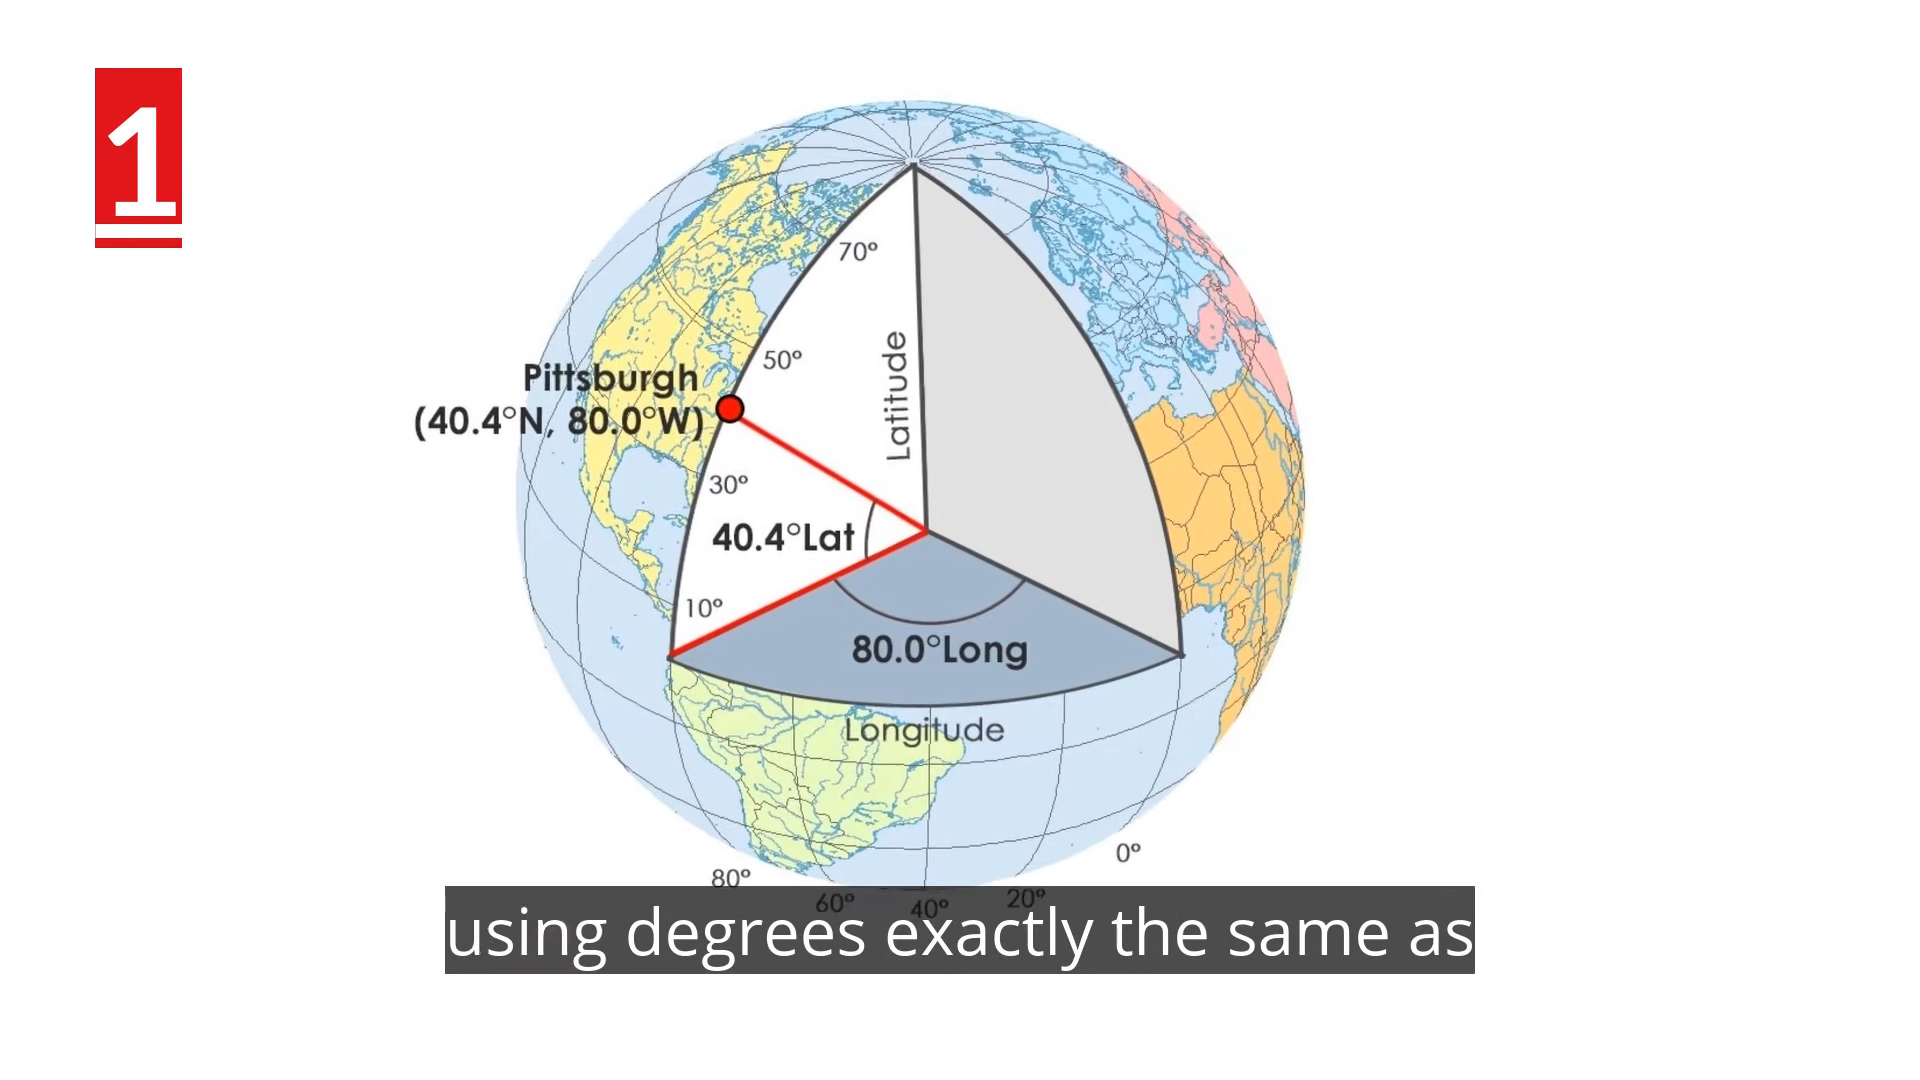 1
70°
Latitude
50°
Pittsburgh
(40.4°N, 80.0°W)
30°
40.4°Lat
10°
80.0°Long
Longitude
0°
80°
60°
40°
20°
using degrees exactly the same as